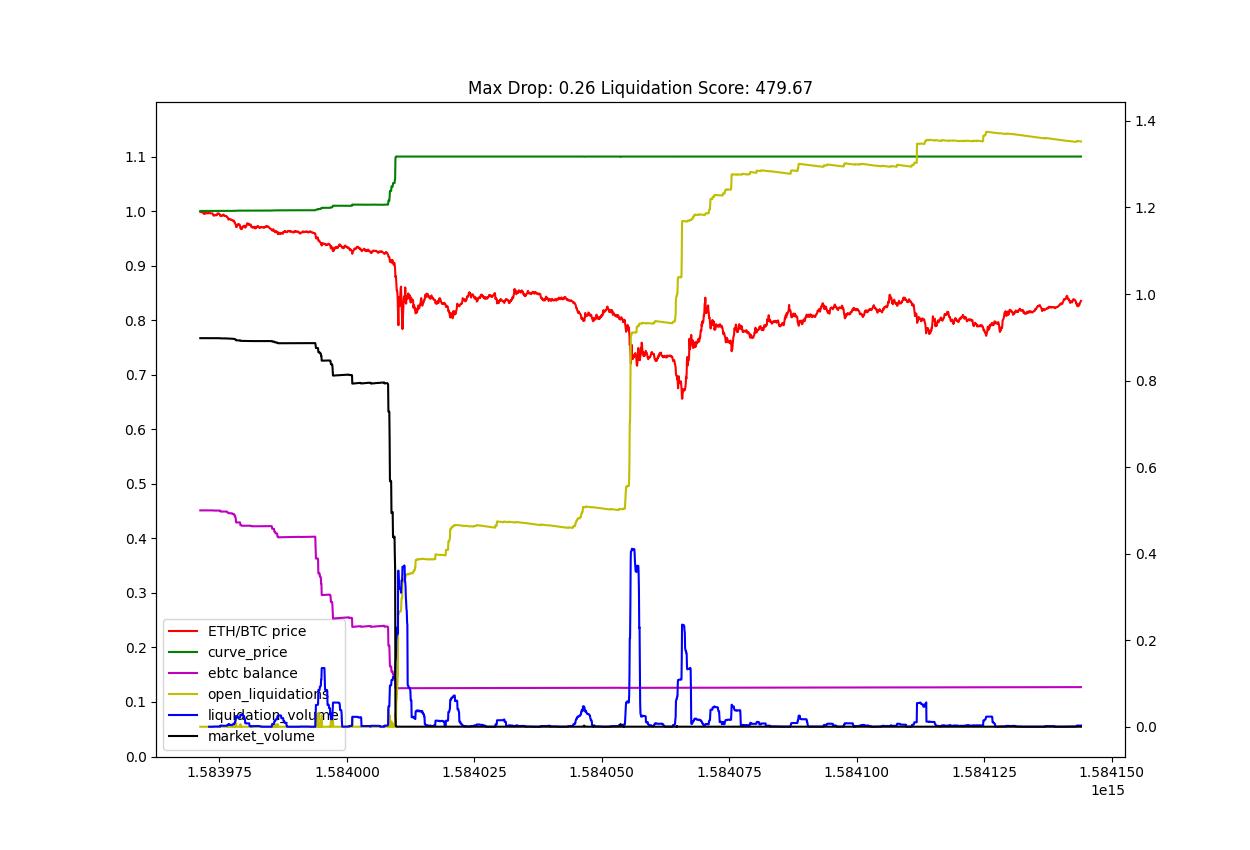 Max Drop: 0.26 Liquidation Score: 479.67
1.1
1.0
0.9
0.8
0.7
0.6
0.5
0.4
0.3
0.2
0.1
0.0
1.4
1.2
1.0
0.8
0.6
0.4
0.2
0.0
ETH/BTC price
curve_price
ebtc balance
open_liquidations
liquidation_volume
market_volume
1.583975 1.584000 1.584025 1.584050 1.584075 1.584100 1.584125 1.584150
1e15